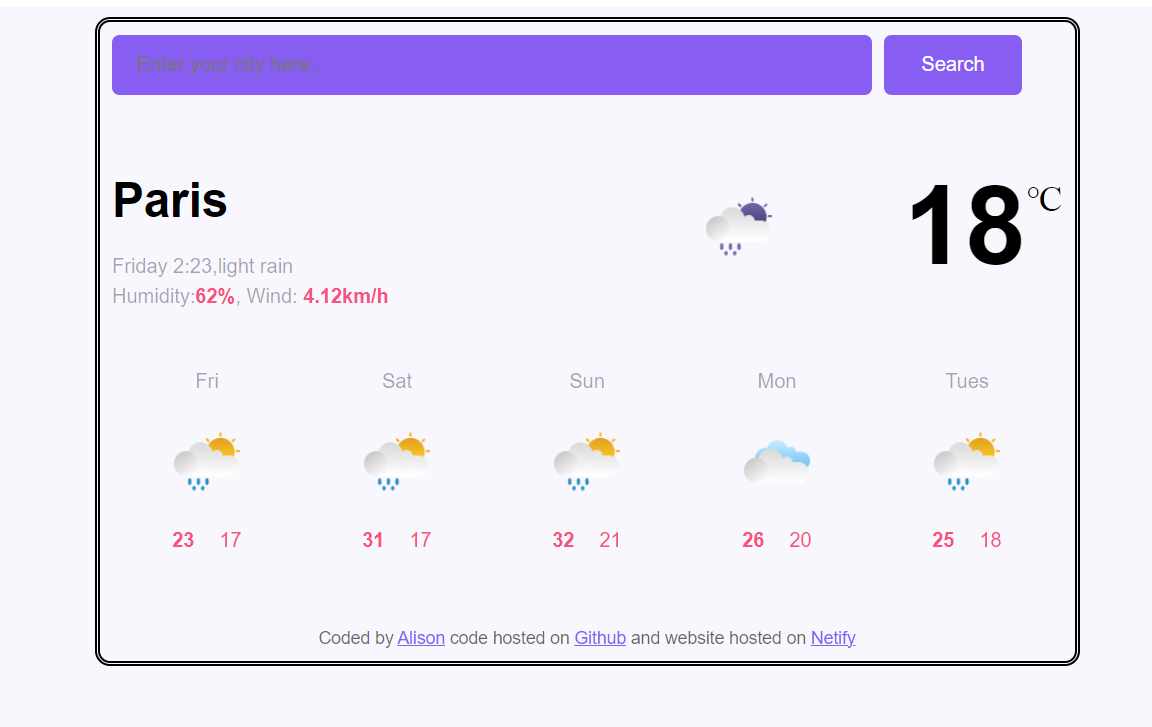 Enter your city here...
Search
Paris
18 °C
Friday 2:23,light rain
Humidity:62%, Wind: 4.12km/h
Fri Sat Sun Mon Tues
23 17 31 17 32 21 26 20 25 18
Coded by Alison code hosted on Github and website hosted on Netify